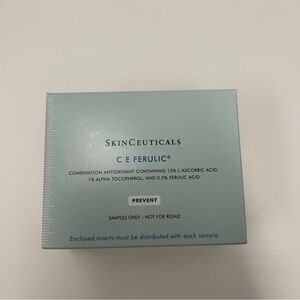 SKINCEUTICALS
C E FERULIC®
COMBINATION ANTIOXIDANT CONTAINING 15% L-ASCORBIC ACID,
1% ALPHA TOCOPHEROL, AND 0.5% FERULIC ACID
PREVENT
SAMPLES ONLY – NOT FOR RESALE
Enclosed inserts must be distributed with each sample.